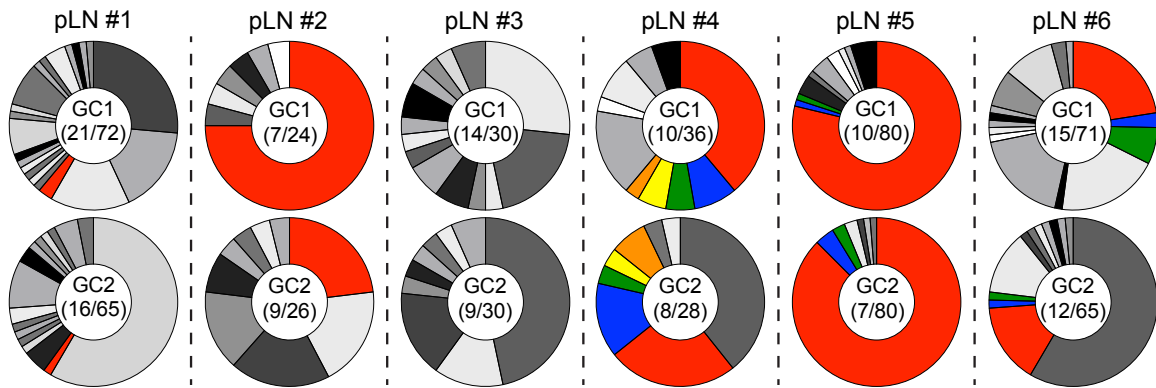 pLN #1 pLN #2 pLN #3 pLN #4 pLN #5 pLN #6
GC1 GC1 GC1 GC1 GC1 GC1
(21/72) (7/24) (14/30) (10/36) (10/80) (15/71)
GC2 GC2 GC2 GC2 GC2 GC2
(16/65) (9/26) (9/30) (8/28) (7/80) (12/65)